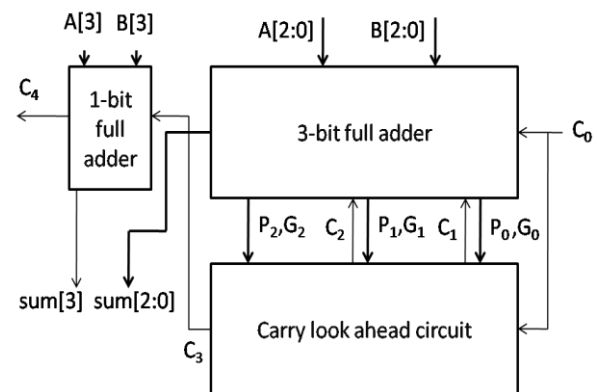 A[3] B[3] A[2:0] B[2:0]
C₄
1-bit
full
adder
3-bit full adder
C₀
P₂,G₂ C₂ P₁,G₁ C₁ P₀,G₀
sum[3] sum[2:0]
Carry look ahead circuit
C₃